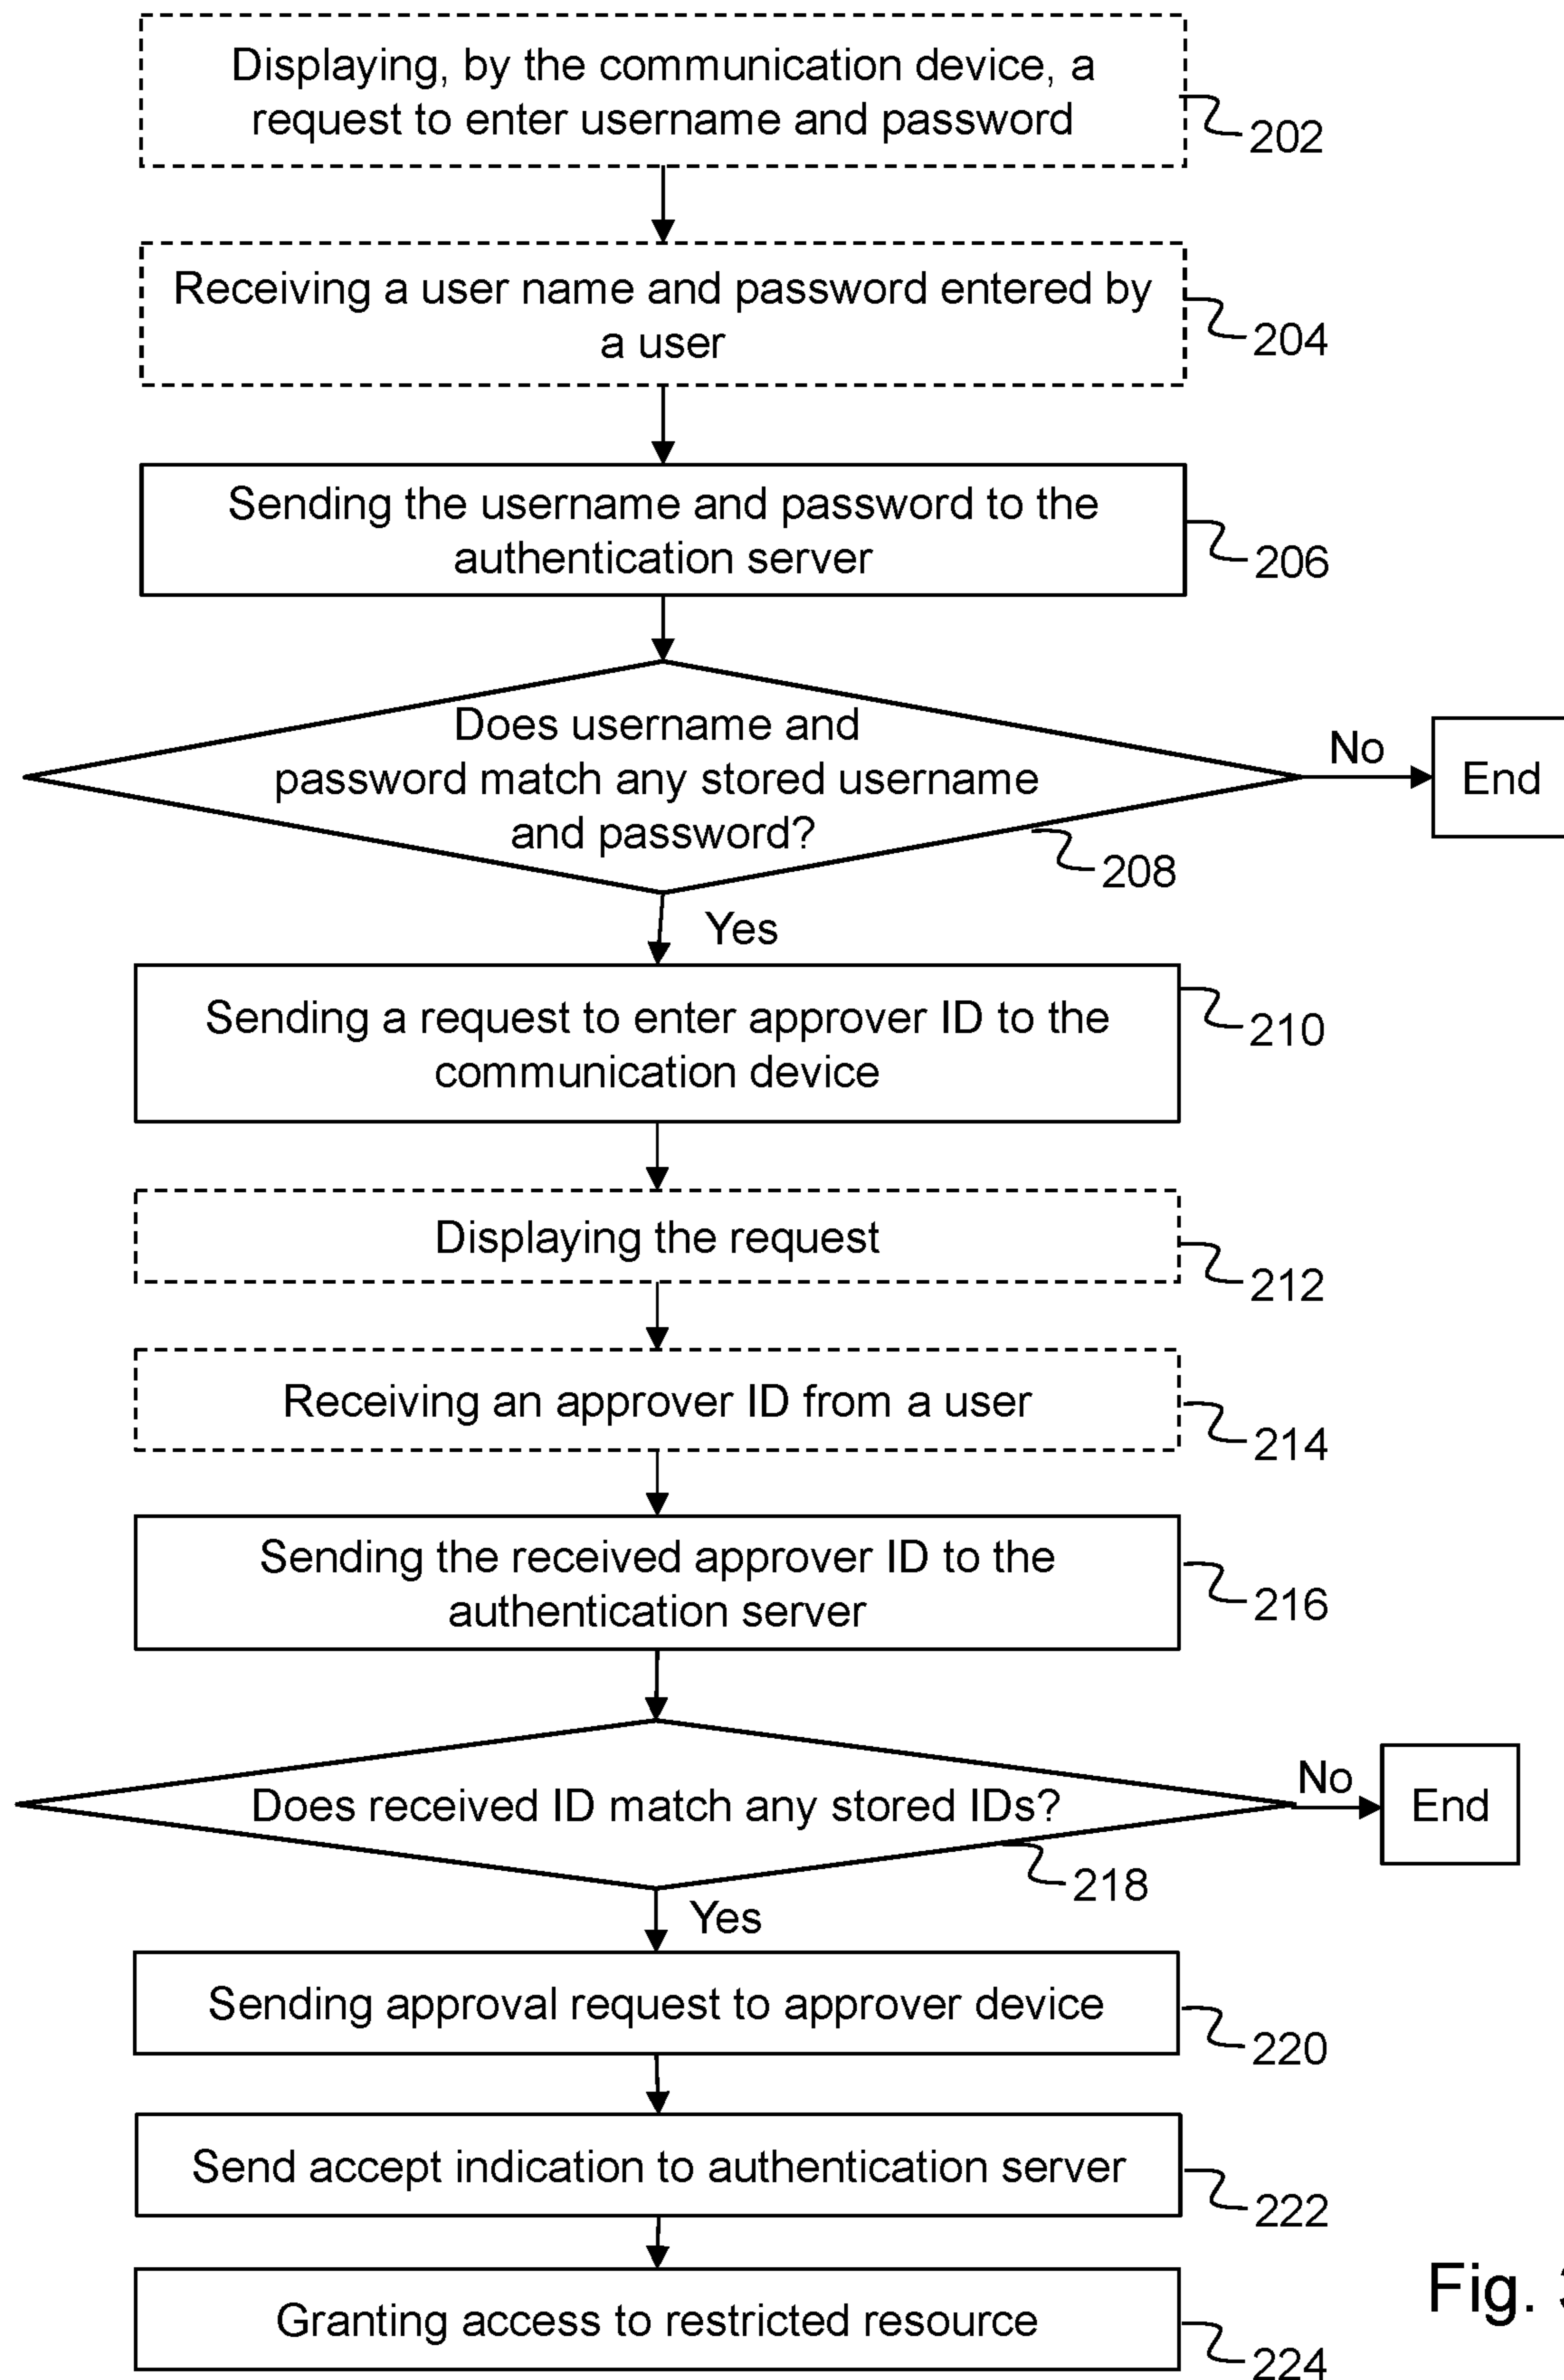 Displaying, by the communication device, a
request to enter username and password
202
Receiving a user name and password entered by
a user
204
Sending the username and password to the
authentication server
206
Does username and
password match any stored username
and password?
208
No
End
Yes
Sending a request to enter approver ID to the
communication device
210
Displaying the request
212
Receiving an approver ID from a user
214
Sending the received approver ID to the
authentication server
216
Does received ID match any stored IDs?
218
No
End
Yes
Sending approval request to approver device
220
Send accept indication to authentication server
222
Granting access to restricted resource
224
Fig.